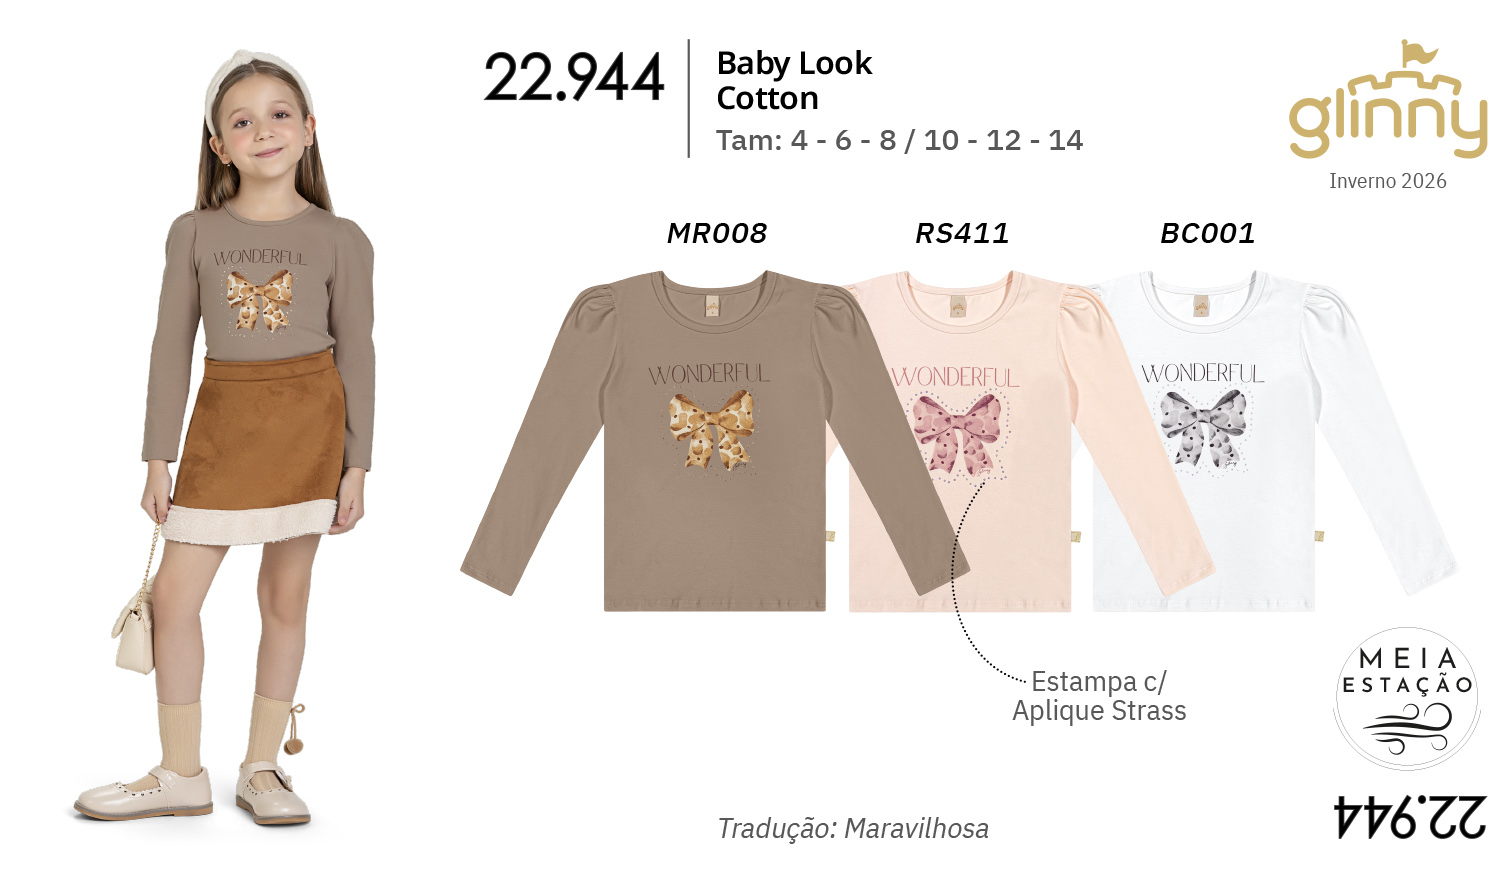 22.944
Baby Look
Cotton
Tam: 4 - 6 - 8 / 10 - 12 - 14
glinny
Inverno 2026
MR008
RS411
BC001
WONDERFUL
WONDERFUL
WONDERFUL
WONDERFUL
Estampa c/
Aplique Strass
MEIA
ESTAÇÃO
22.944
Tradução: Maravilhosa